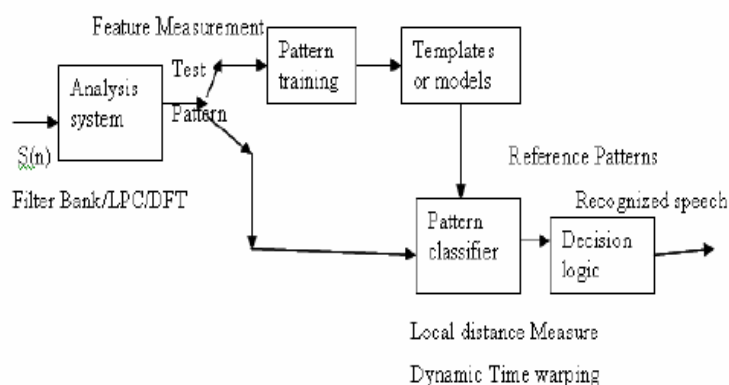 Feature Measurement
Analysis
system
Test
Pattern
Pattern
training
Templates
or models
S(n)
Filter Bank/LPC/DFT
Reference Patterns
Recognized speech
Pattern
classifier
Decision
logic
Local distance Measure
Dynamic Time warping